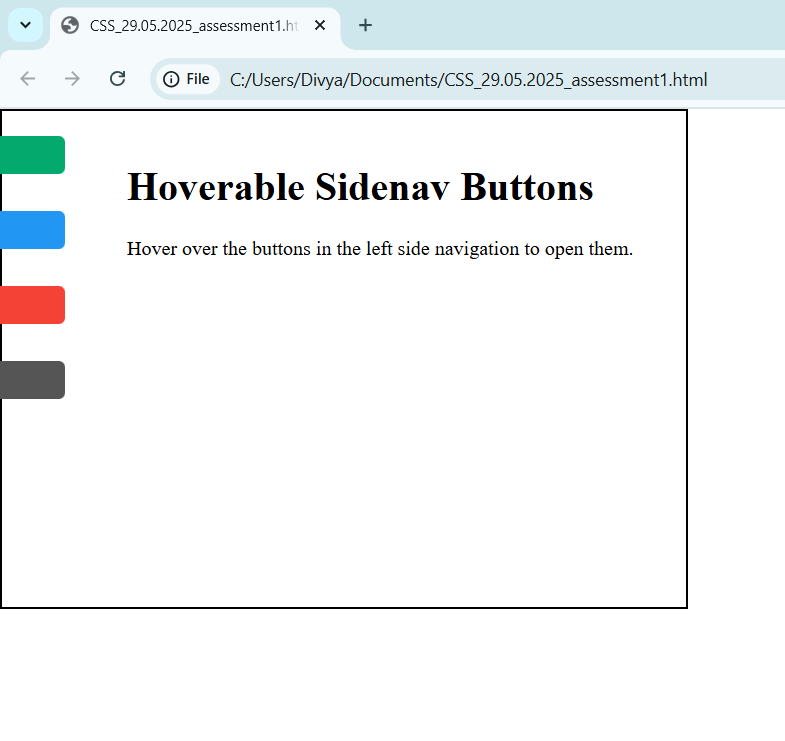 CSS_29.05.2025_assessment1.ht
File
C:/Users/Divya/Documents/CSS_29.05.2025_assessment1.html
Hoverable Sidenav Buttons
Hover over the buttons in the left side navigation to open them.